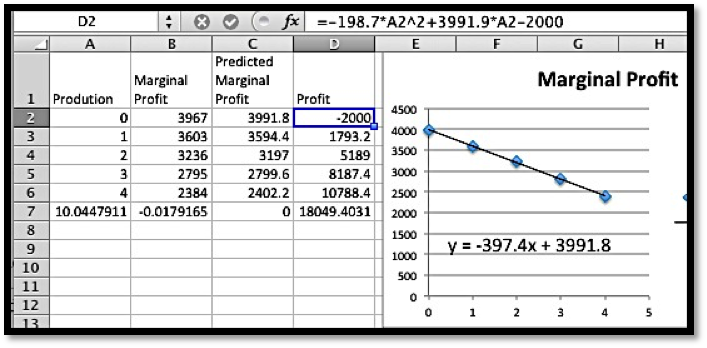 D2 fx =-198.7*A2^2+3991.9*A2-2000
A B C D E F G H
1 Prodution Marginal Profit Predicted Marginal Profit Profit
2 0 3967 3991.8 -2000
3 1 3603 3594.4 1793.2
4 2 3236 3197 5189
5 3 2795 2799.6 8187.4
6 4 2384 2402.2 10788.4
7 10.0447911 -0.0179165 0 18049.4031
8
9
10
11
12
13
Marginal Profit
4500
4000
3500
3000
2500
2000
1500
1000
500
0
y = -397.4x + 3991.8
0 1 2 3 4 5